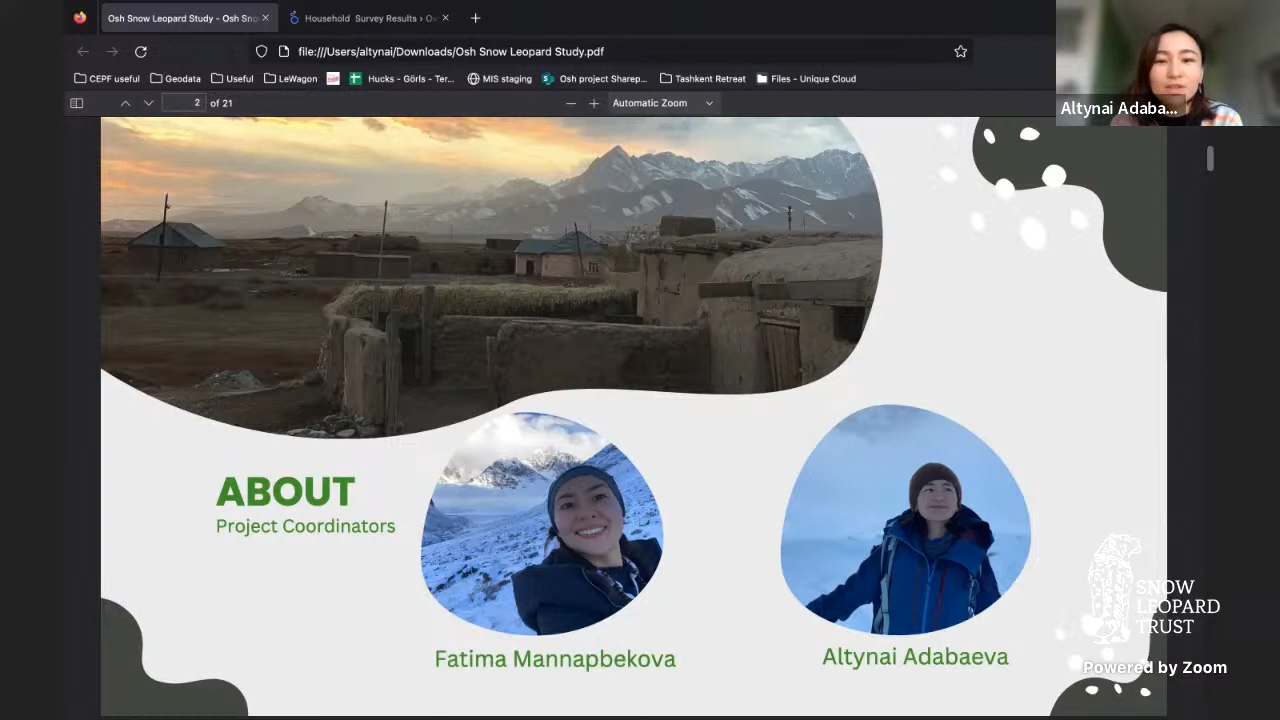 Osh Snow Leopard Study - Osh Sno
Household Survey Results › Ov
file:///Users/altynai/Downloads/Osh Snow Leopard Study.pdf
CEPF useful
Geodata
Useful
LeWagon
Hucks - Görls - Ter...
MIS staging
Osh project Sharep...
Tashkent Retreat
Files - Unique Cloud
2 of 21
Automatic Zoom
Altynai Adaba...
ABOUT
Project Coordinators
Fatima Mannapbekova
Altynai Adabaeva
SNOW
LEOPARD
TRUST
Powered by Zoom